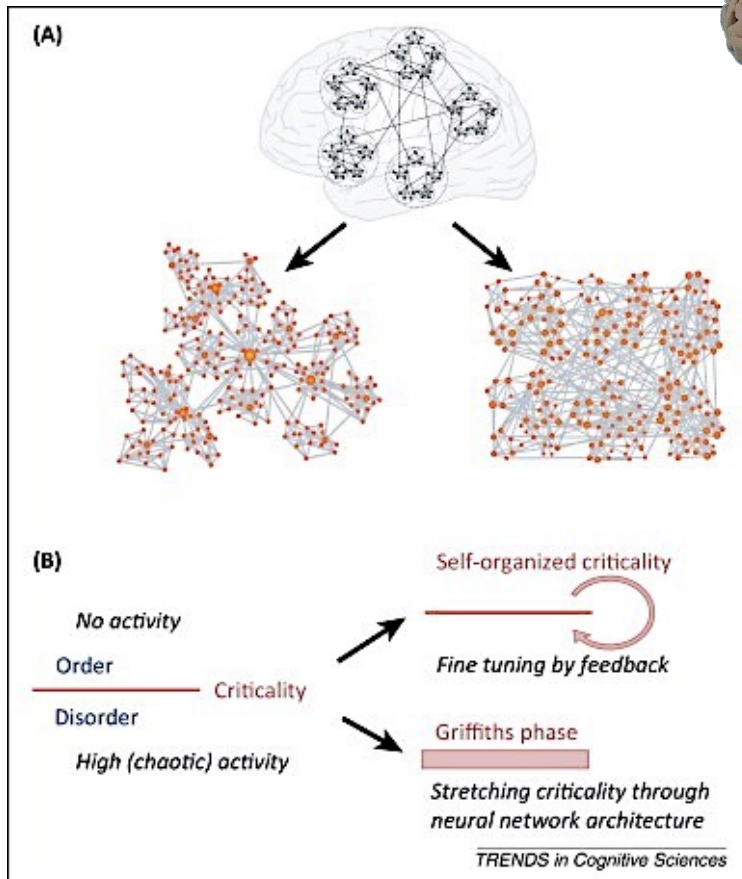 (A)
(B)
No activity
Order
Criticality
Disorder
High (chaotic) activity
Self-organized criticality
Fine tuning by feedback
Griffiths phase
Stretching criticality through
neural network architecture
TRENDS in Cognitive Sciences